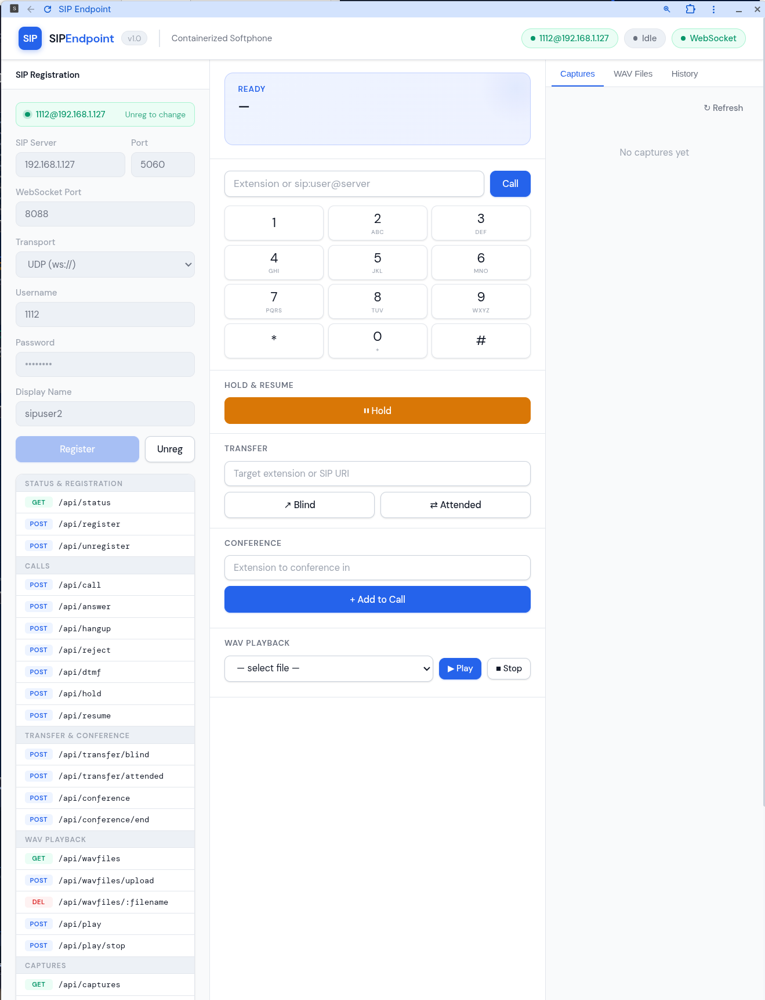 S
SIP Endpoint
SIP
SIPEndpoint
v1.0
Containerized Softphone
1112@192.168.1.127
Idle
WebSocket
SIP Registration
1112@192.168.1.127
Unreg to change
SIP Server
Port
192.168.1.127
5060
WebSocket Port
8088
Transport
UDP (ws://)
Username
1112
Password
••••••••
Display Name
sipuser2
Register
Unreg
STATUS & REGISTRATION
GET /api/status
POST /api/register
POST /api/unregister
CALLS
POST /api/call
POST /api/answer
POST /api/hangup
POST /api/reject
POST /api/dtmf
POST /api/hold
POST /api/resume
TRANSFER & CONFERENCE
POST /api/transfer/blind
POST /api/transfer/attended
POST /api/conference
POST /api/conference/end
WAV PLAYBACK
GET /api/wavfiles
POST /api/wavfiles/upload
DEL /api/wavfiles/:filename
POST /api/play
POST /api/play/stop
CAPTURES
GET /api/captures
READY
—
Extension or sip:user@server
Call
1
2
ABC
3
DEF
4
GHI
5
JKL
6
MNO
7
PQRS
8
TUV
9
WXYZ
*
0
+
#
HOLD & RESUME
⏸ Hold
TRANSFER
Target extension or SIP URI
↗ Blind
⇄ Attended
CONFERENCE
Extension to conference in
+ Add to Call
WAV PLAYBACK
— select file —
▶ Play
■ Stop
Captures
WAV Files
History
↻ Refresh
No captures yet